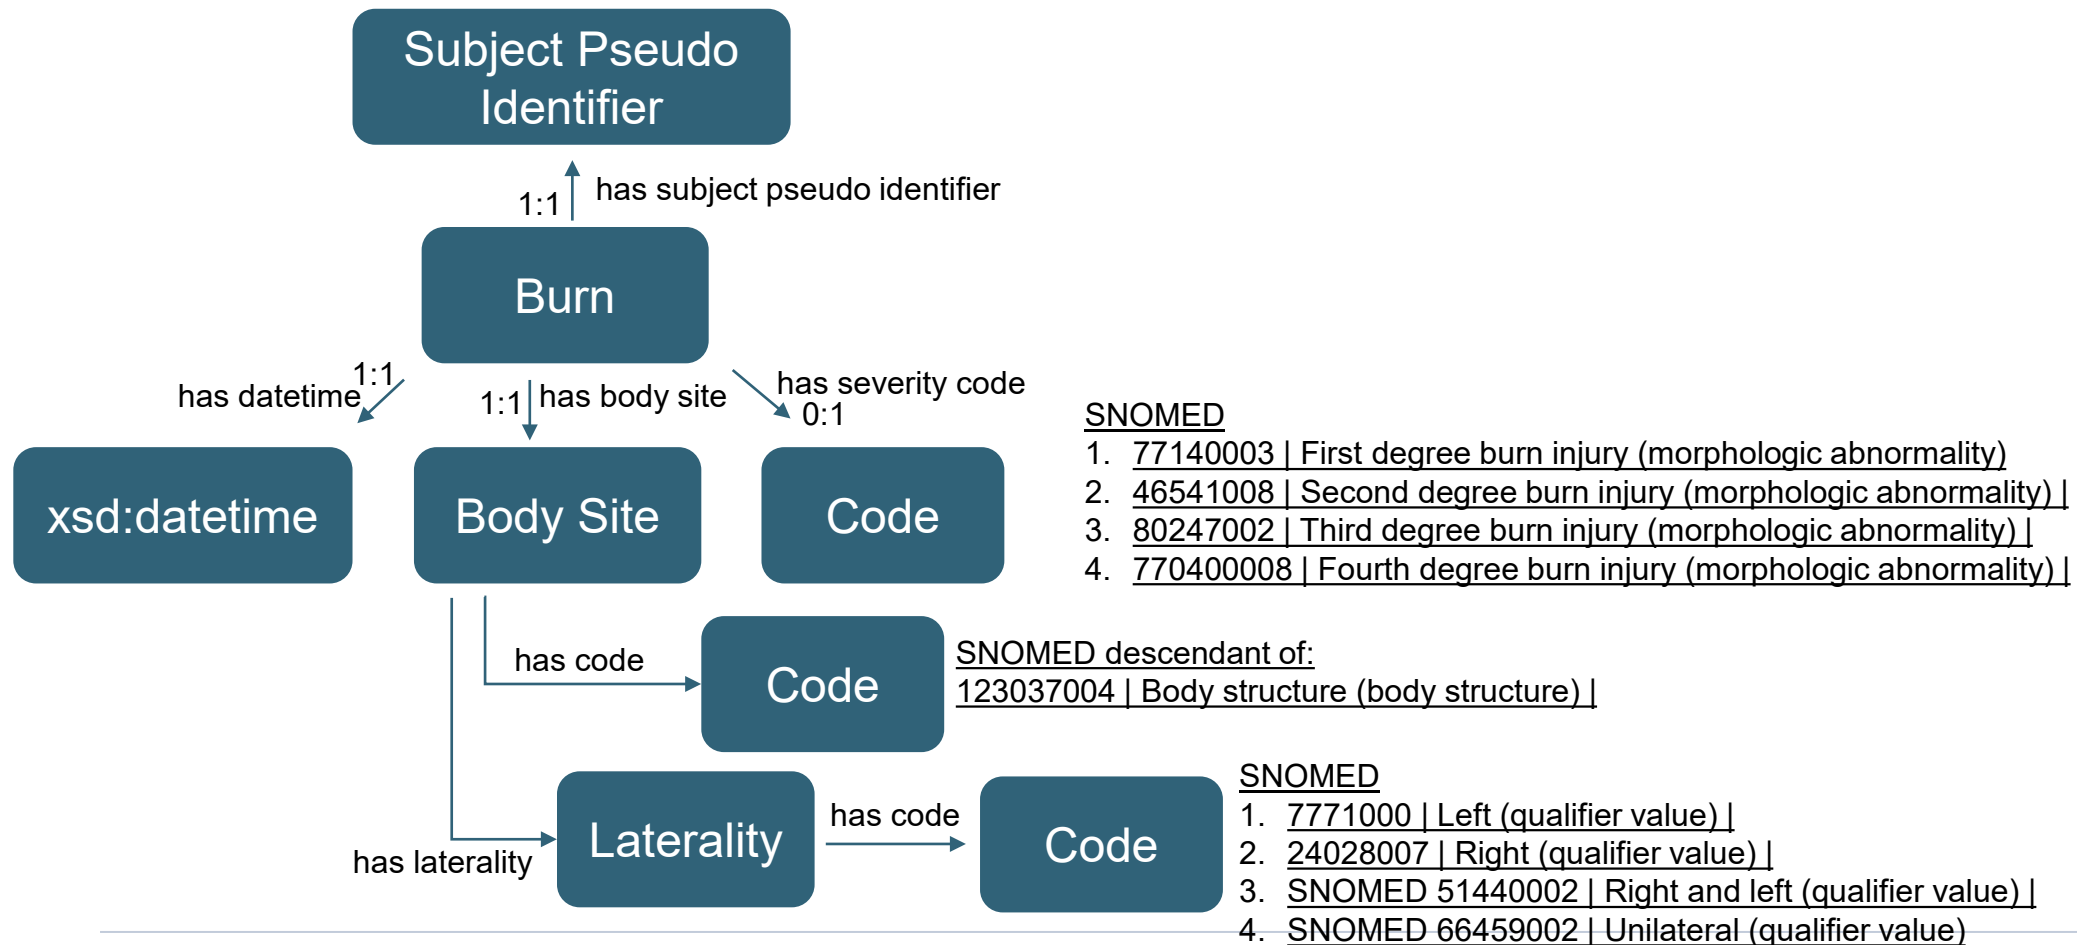 Subject Pseudo
Identifier
1:1
has subject pseudo identifier
Burn
has datetime
1:1
1:1
has body site
has severity code
0:1
xsd:datetime
Body Site
Code
SNOMED
1. 77140003 | First degree burn injury (morphologic abnormality)
2. 46541008 | Second degree burn injury (morphologic abnormality) |
3. 80247002 | Third degree burn injury (morphologic abnormality) |
4. 770400008 | Fourth degree burn injury (morphologic abnormality) |
has code
Code
SNOMED descendant of:
123037004 | Body structure (body structure) |
has laterality
Laterality
has code
Code
SNOMED
1. 7771000 | Left (qualifier value) |
2. 24028007 | Right (qualifier value) |
3. SNOMED 51440002 | Right and left (qualifier value) |
4. SNOMED 66459002 | Unilateral (qualifier value)